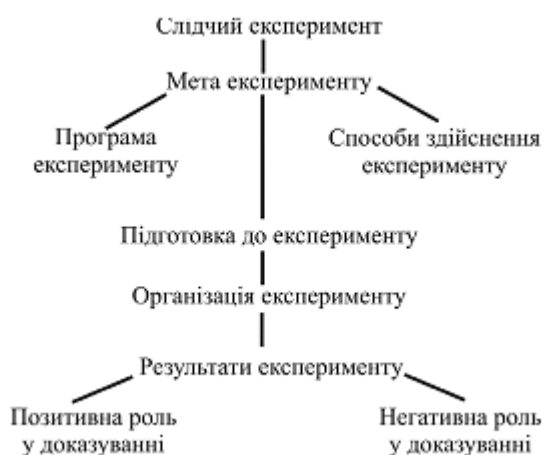 Слідчий експеримент
Мета експерименту
Програма
експерименту
Способи здійснення
експерименту
Підготовка до експерименту
Організація експерименту
Результати експерименту
Позитивна роль
у доказуванні
Негативна роль
у доказуванні